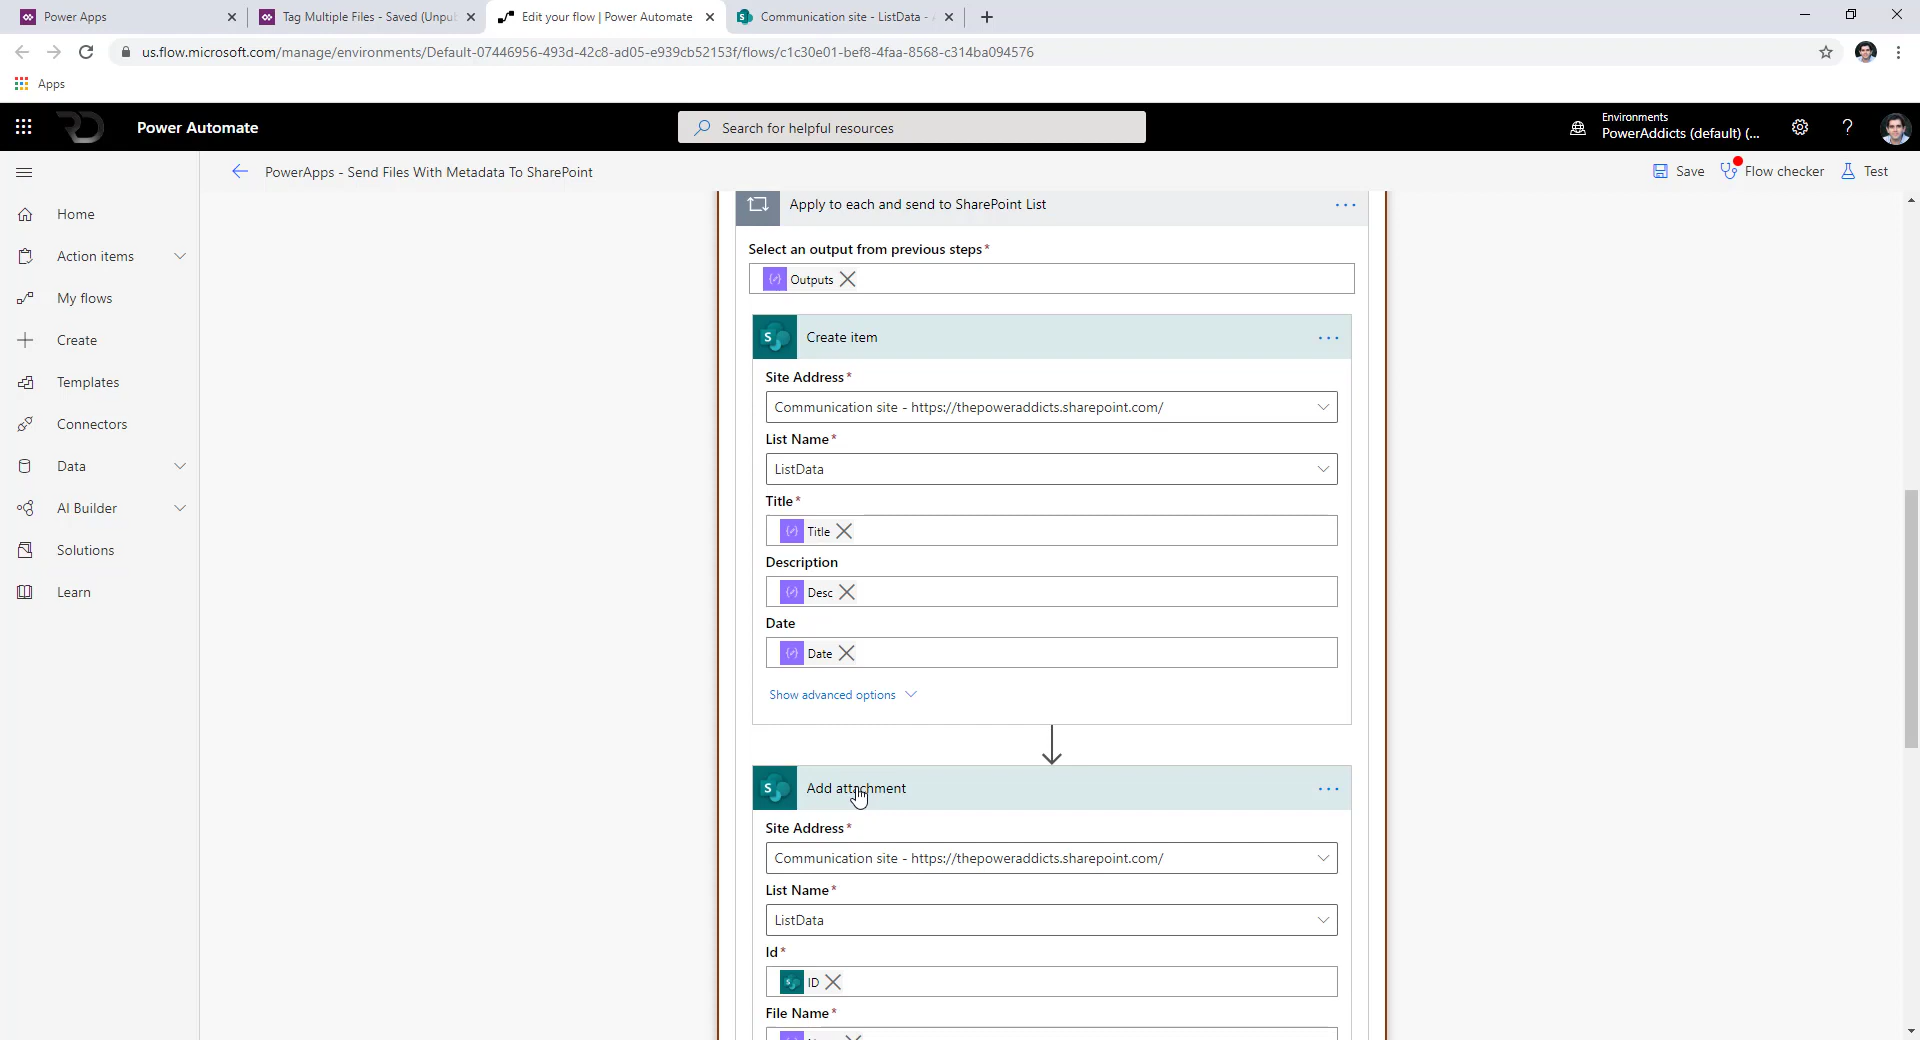 Power Apps
Tag Multiple Files - Saved (Unpu
Edit your flow | Power Automate
Communication site - ListData -
us.flow.microsoft.com/manage/environments/Default-07446956-493d-42c8-ad05-e939cb52153f/flows/c1c30e01-bef8-4faa-8568-c314ba094576
Apps
Power Automate
Search for helpful resources
Environments
PowerAddicts (default) (...
PowerApps - Send Files With Metadata To SharePoint
Save
Flow checker
Test
Home
Action items
My flows
Create
Templates
Connectors
Data
AI Builder
Solutions
Learn
Apply to each and send to SharePoint List
Select an output from previous steps*
Outputs
Create item
Site Address*
Communication site - https://thepoweraddicts.sharepoint.com/
List Name*
ListData
Title*
Title
Description
Desc
Date
Date
Show advanced options
Add attachment
Site Address*
Communication site - https://thepoweraddicts.sharepoint.com/
List Name*
ListData
Id*
ID
File Name*